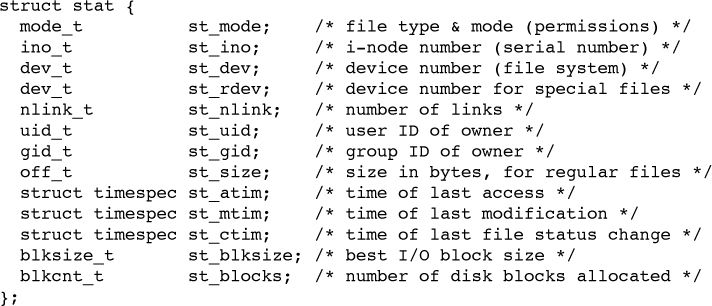 struct stat {
  mode_t          st_mode;    /* file type & mode (permissions) */
  ino_t           st_ino;     /* i-node number (serial number) */
  dev_t           st_dev;     /* device number (file system) */
  dev_t           st_rdev;    /* device number for special files */
  nlink_t         st_nlink;   /* number of links */
  uid_t           st_uid;     /* user ID of owner */
  gid_t           st_gid;     /* group ID of owner */
  off_t           st_size;    /* size in bytes, for regular files */
  struct timespec st_atim;    /* time of last access */
  struct timespec st_mtim;    /* time of last modification */
  struct timespec st_ctim;    /* time of last file status change */
  blksize_t       st_blksize; /* best I/O block size */
  blkcnt_t        st_blocks;  /* number of disk blocks allocated */
};